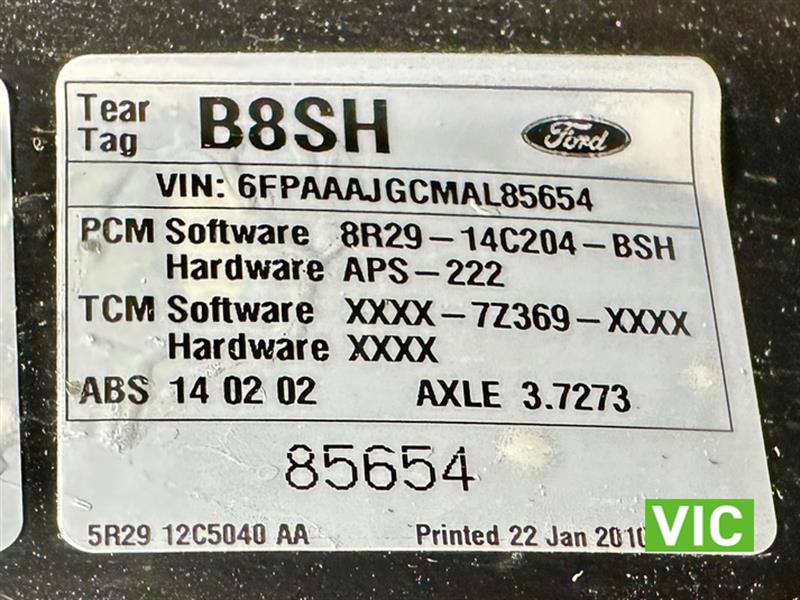 Tear Tag B8SH Ford
VIN: 6FPAAAJGCMAL85654
PCM Software 8R29-14C204-BSH
Hardware APS-222
TCM Software XXXX-7Z369-XXXX
Hardware XXXX
ABS 14 02 02 AXLE 3.7273
85654
5R29 12C5040 AA Printed 22 Jan 2010
VIC